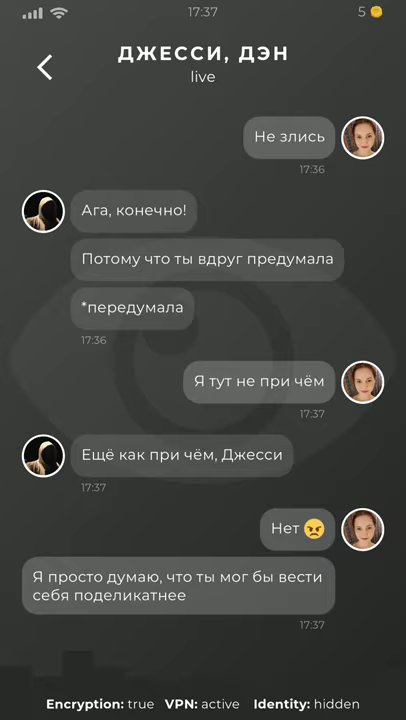 17:37
5
ДЖЕССИ, ДЭН
live
Не злись
17:36
Ага, конечно!
Потому что ты вдруг предумала
*передумала
17:36
Я тут не при чём
17:37
Ещё как при чём, Джесси
17:37
Нет 😠
Я просто думаю, что ты мог бы вести
себя поделикатнее
17:37
Encryption: true VPN: active Identity: hidden